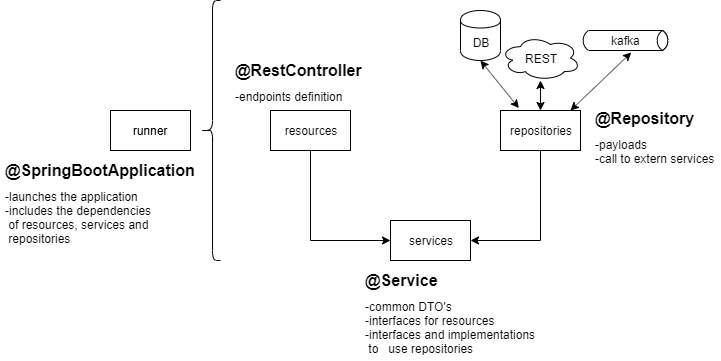 DB
REST
kafka
@RestController
-endpoints definition
runner
resources
repositories
@Repository
-payloads
-call to extern services
@SpringBootApplication
-launches the application
-includes the dependencies
of resources, services and
repositories
services
@Service
-common DTO's
-interfaces for resources
-interfaces and implementations
to use repositories